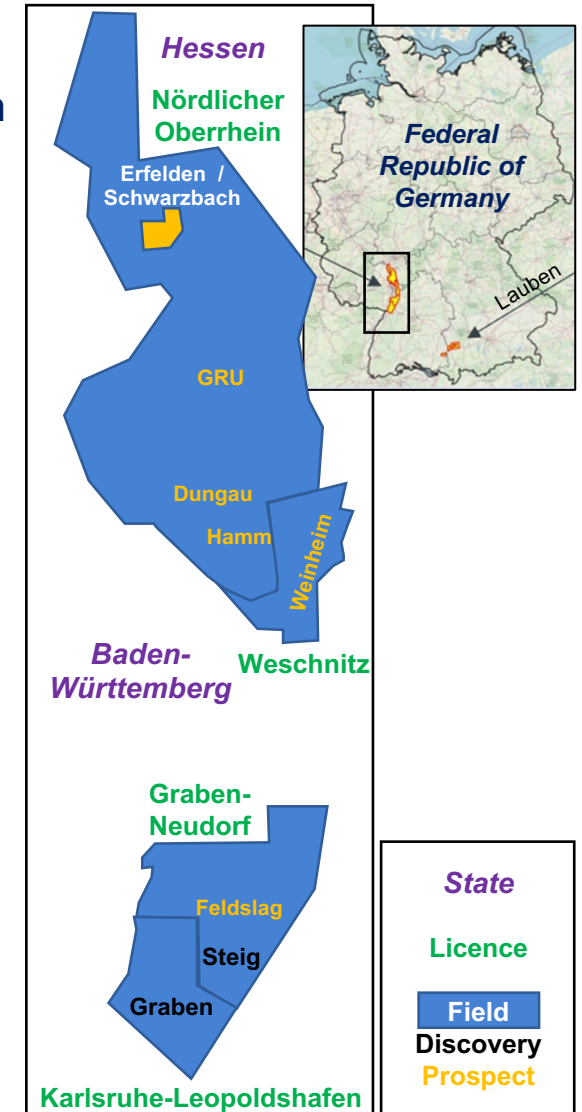 n
Hessen
Nördlicher
Oberrhein
Erfelden /
Schwarzbach
GRU
Dungau
Hamm
Weinheim
Baden-
Württemberg
Weschnitz
Graben-
Neudorf
Feldslag
Steig
Graben
Karlsruhe-Leopoldshafen
Federal
Republic of
Germany
Lauben
State
Licence
Field
Discovery
Prospect